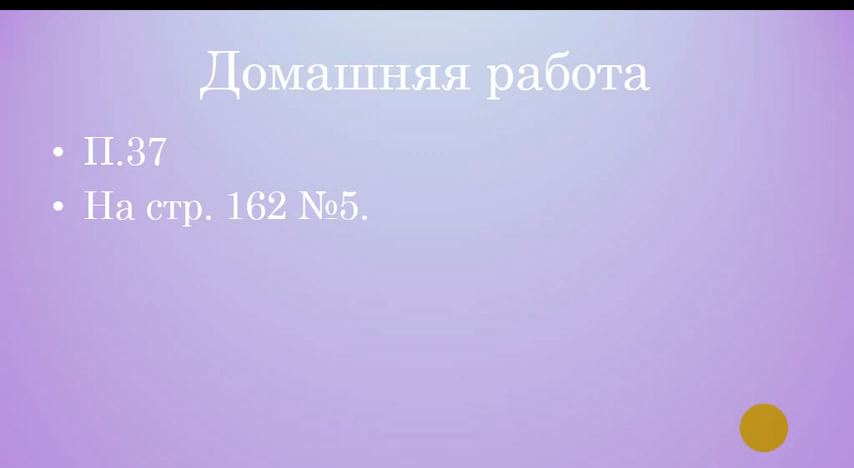 Домашняя работа
• П.37
• На стр. 162 №5.